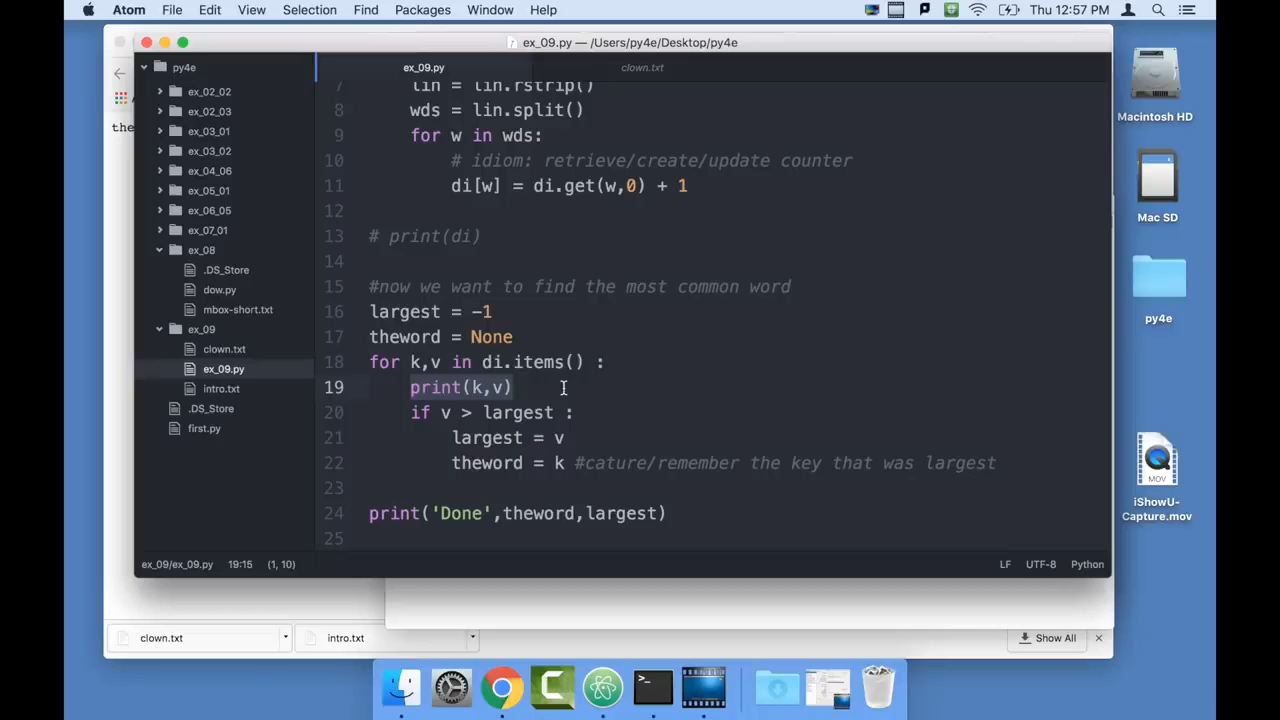 Atom File Edit View Selection Find Packages Window Help Thu 12:57 PM
ex_09.py — /Users/py4e/Desktop/py4e
py4e
ex_02_02
ex_02_03
ex_03_01
ex_03_02
ex_04_06
ex_05_01
ex_06_05
ex_07_01
ex_08
.DS_Store
dow.py
mbox-short.txt
ex_09
clown.txt
ex_09.py
intro.txt
.DS_Store
first.py
the
ex_09.py clown.txt
7 lin = lin.rstrip()
8 wds = lin.split()
9 for w in wds:
10 # idiom: retrieve/create/update counter
11 di[w] = di.get(w,0) + 1
12
13 # print(di)
14
15 #now we want to find the most common word
16 largest = -1
17 theword = None
18 for k,v in di.items() :
19 print(k,v)
20 if v > largest :
21 largest = v
22 theword = k #cature/remember the key that was largest
23
24 print('Done',theword,largest)
25
ex_09/ex_09.py 19:15 (1, 10) LF UTF-8 Python
clown.txt intro.txt Show All
Macintosh HD
Mac SD
py4e
MOV
iShowU-
Capture.mov